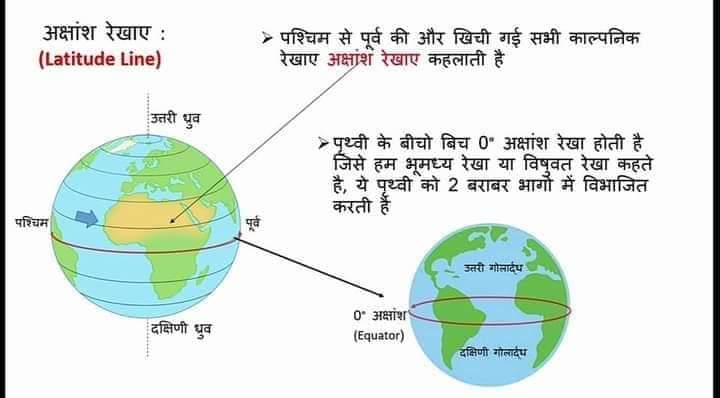 अक्षांश रेखाए :
(Latitude Line)
➢ पश्चिम से पूर्व की और खिची गई सभी काल्पनिक
रेखाए अक्षांश रेखाए कहलाती है
उत्तरी ध्रुव
➢ पृथ्वी के बीचो बिच 0° अक्षांश रेखा होती है
जिसे हम भूमध्य रेखा या विषुवत रेखा कहते
है, ये पृथ्वी को 2 बराबर भागों में विभाजित
करती हैं
पश्चिम
पूर्व
दक्षिणी ध्रुव
उत्तरी गोलार्द्ध
0° अक्षांश
(Equator)
दक्षिणी गोलार्द्ध